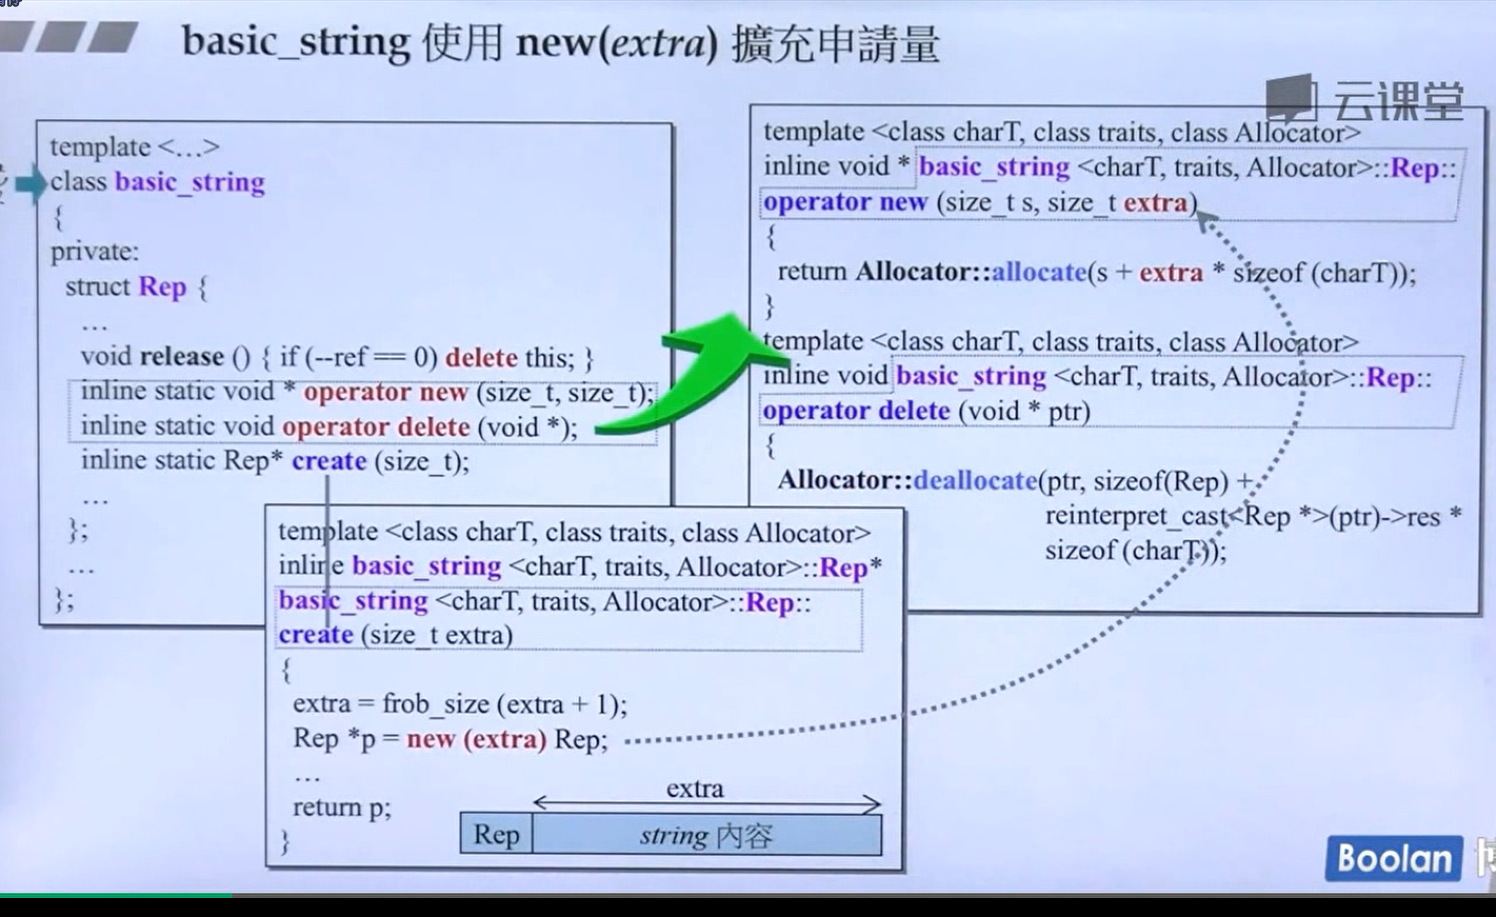 basic_string 使用 new(extra) 擴充申請量
云课堂
template <...>
class basic_string
{
private:
struct Rep {
...
void release () { if (--ref == 0) delete this; }
inline static void * operator new (size_t, size_t);
inline static void operator delete (void *);
inline static Rep* create (size_t);
...
};
...
};
template <class charT, class traits, class Allocator>
inline void * basic_string <charT, traits, Allocator>::Rep::
operator new (size_t s, size_t extra)
{
return Allocator::allocate(s + extra * sizeof (charT));
}
template <class charT, class traits, class Allocator>
inline void basic_string <charT, traits, Allocator>::Rep::
operator delete (void * ptr)
{
Allocator::deallocate(ptr, sizeof(Rep) +
reinterpret_cast<Rep *>(ptr)->res *
sizeof (charT));
template <class charT, class traits, class Allocator>
inline basic_string <charT, traits, Allocator>::Rep*
basic_string <charT, traits, Allocator>::Rep::
create (size_t extra)
{
extra = frob_size (extra + 1);
Rep *p = new (extra) Rep;
...
return p;
}
extra
Rep string 內容
Boolan